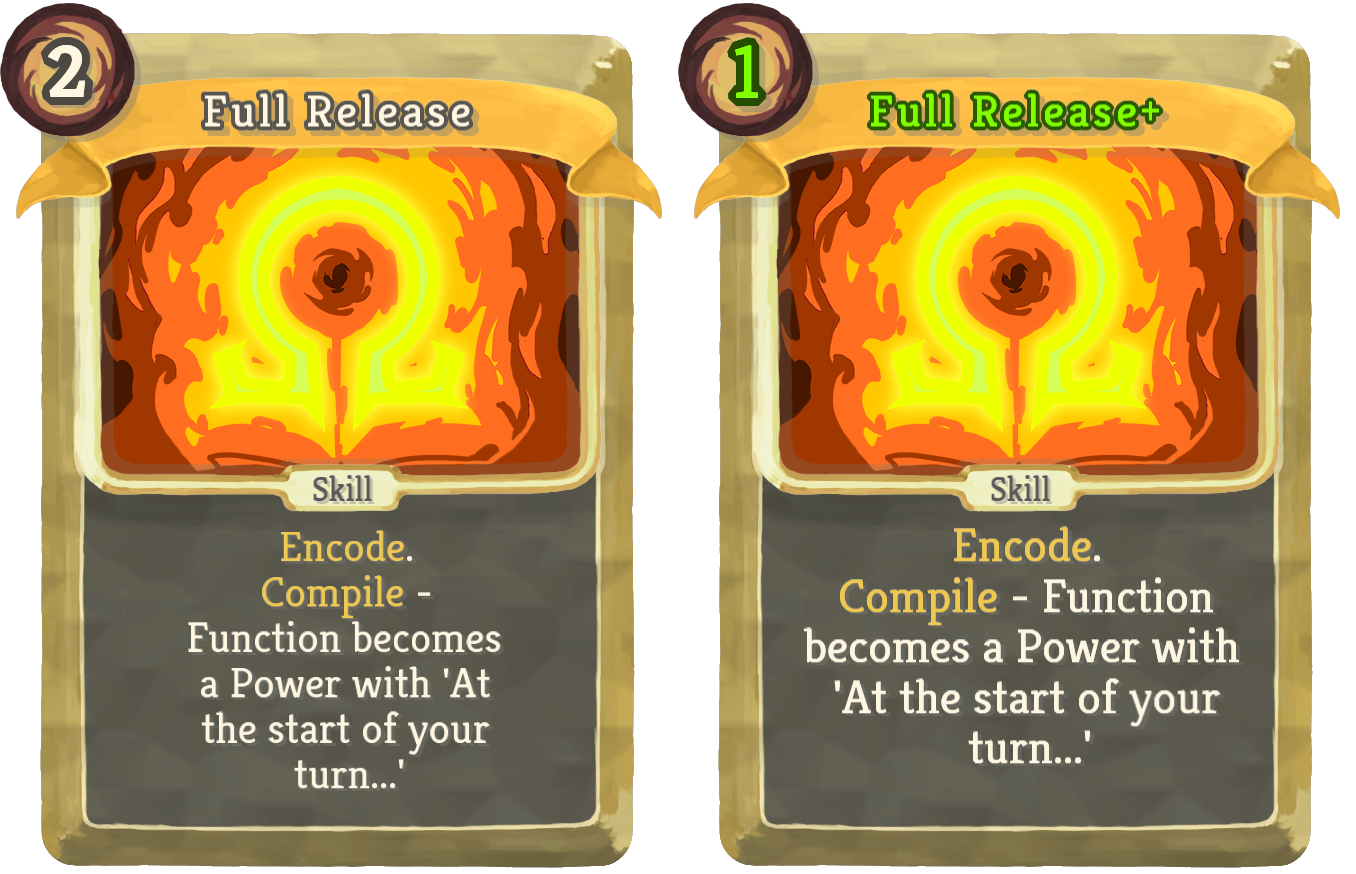 2
Full Release
Skill
Encode.
Compile -
Function becomes
a Power with 'At
the start of your
turn...'
1
Full Release+
Skill
Encode.
Compile - Function
becomes a Power with
'At the start of your
turn...'